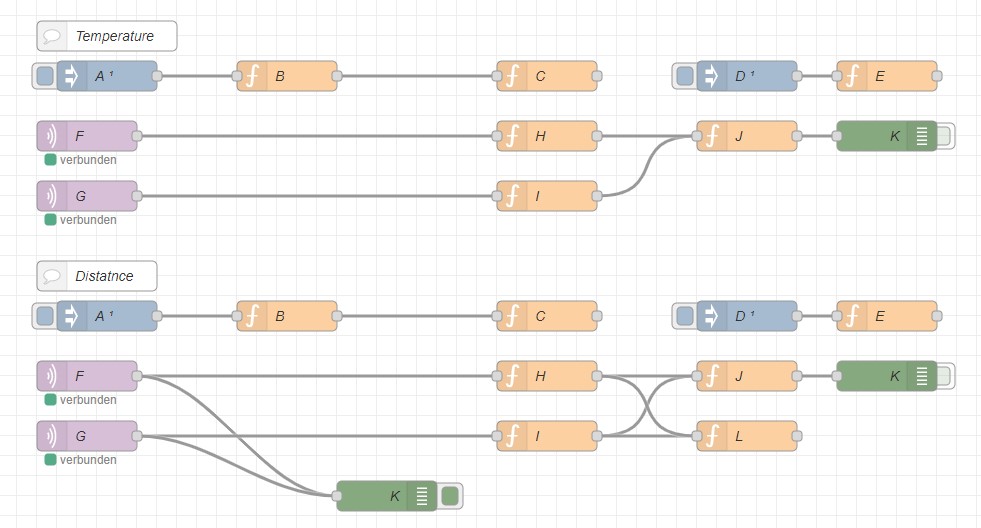 Temperature
A ¹ B C D ¹ E
F H J K
verbunden
G I
verbunden
Distatnce
A ¹ B C D ¹ E
F H J K
verbunden
G I L
verbunden
K